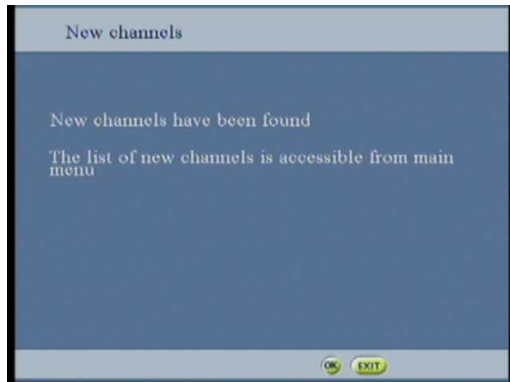 New channels
New channels have been found
The list of new channels is accessible from main
menu
OK EXIT